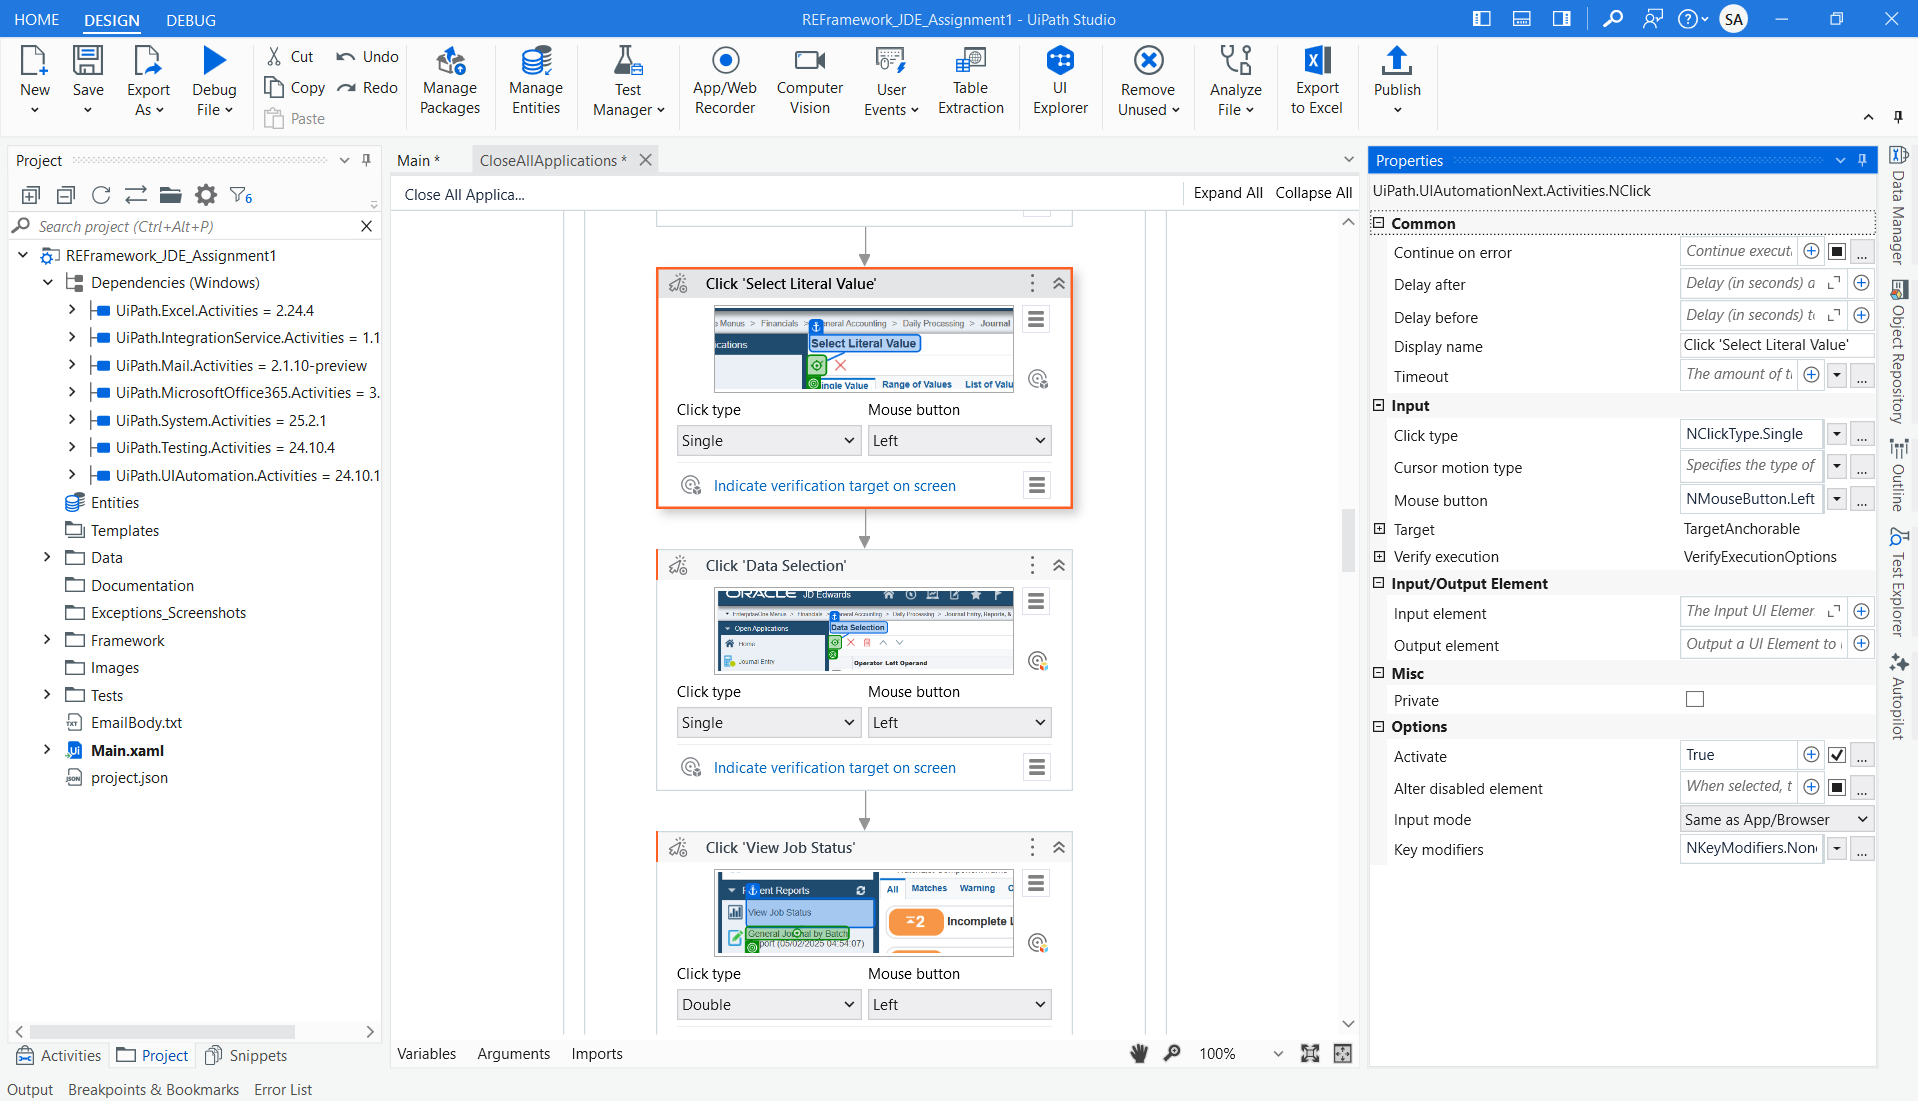 HOME DESIGN DEBUG
REFramework_JDE_Assignment1 - UiPath Studio
SA
New
Save
Export As
Debug File
Cut
Copy
Paste
Undo
Redo
Manage Packages
Manage Entities
Test Manager
App/Web Recorder
Computer Vision
User Events
Table Extraction
UI Explorer
Remove Unused
Analyze File
Export to Excel
Publish
Project
6
Search project (Ctrl+Alt+P)
REFramework_JDE_Assignment1
Dependencies (Windows)
UiPath.Excel.Activities = 2.24.4
UiPath.IntegrationService.Activities = 1.1
UiPath.Mail.Activities = 2.1.10-preview
UiPath.MicrosoftOffice365.Activities = 3.
UiPath.System.Activities = 25.2.1
UiPath.Testing.Activities = 24.10.4
UiPath.UIAutomation.Activities = 24.10.1
Entities
Templates
Data
Documentation
Exceptions_Screenshots
Framework
Images
Tests
EmailBody.txt
Main.xaml
project.json
Activities Project Snippets
Output Breakpoints & Bookmarks Error List
Main * CloseAllApplications *
Close All Applica...
Expand All Collapse All
Click 'Select Literal Value'
e Menus > Financials > General Accounting > Daily Processing > Journal
ications
Select Literal Value
ingle Value Range of Values List of Valu
Click type Mouse button
Single Left
Indicate verification target on screen
Click 'Data Selection'
ORACLE JD Edwards
EnterpriseOne Menus > Financials > General Accounting > Daily Processing > Journal Entry, Reports, &
Open Applications
Data Selection
Home
Journal Entry
Operator Left Operand
Click type Mouse button
Single Left
Indicate verification target on screen
Click 'View Job Status'
ent Reports
All Matches Warning C
View Job Status
2 Incomplete
General Journal by Batch
port (05/02/2025 04:54:07)
Click type Mouse button
Double Left
Variables Arguments Imports
100%
Properties
UiPath.UIAutomationNext.Activities.NClick
Common
Continue on error Continue execut
Delay after Delay (in seconds) a
Delay before Delay (in seconds) t
Display name Click 'Select Literal Value'
Timeout The amount of t
Input
Click type NClickType.Single
Cursor motion type Specifies the type of
Mouse button NMouseButton.Left
Target TargetAnchorable
Verify execution VerifyExecutionOptions
Input/Output Element
Input element The Input UI Elemen
Output element Output a UI Element to
Misc
Private
Options
Activate True
Alter disabled element When selected, t
Input mode Same as App/Browser
Key modifiers NKeyModifiers.Non
Data Manager
Object Repository
Outline
Test Explorer
Autopilot